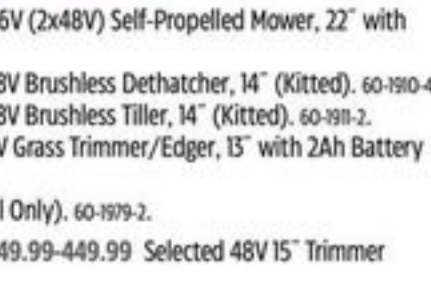 6V (2x48V) Self-Propelled Mower, 22˝ with
8V Brushless Dethatcher, 14˝ (Kitted). 60-1910-4
8V Brushless Tiller, 14˝ (Kitted). 60-1911-2.
V Grass Trimmer/Edger, 13˝ with 2Ah Battery
l Only). 60-1979-2.
49.99-449.99 Selected 48V 15˝ Trimmer